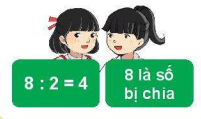 8 : 2 = 4
8 là số
bị chia